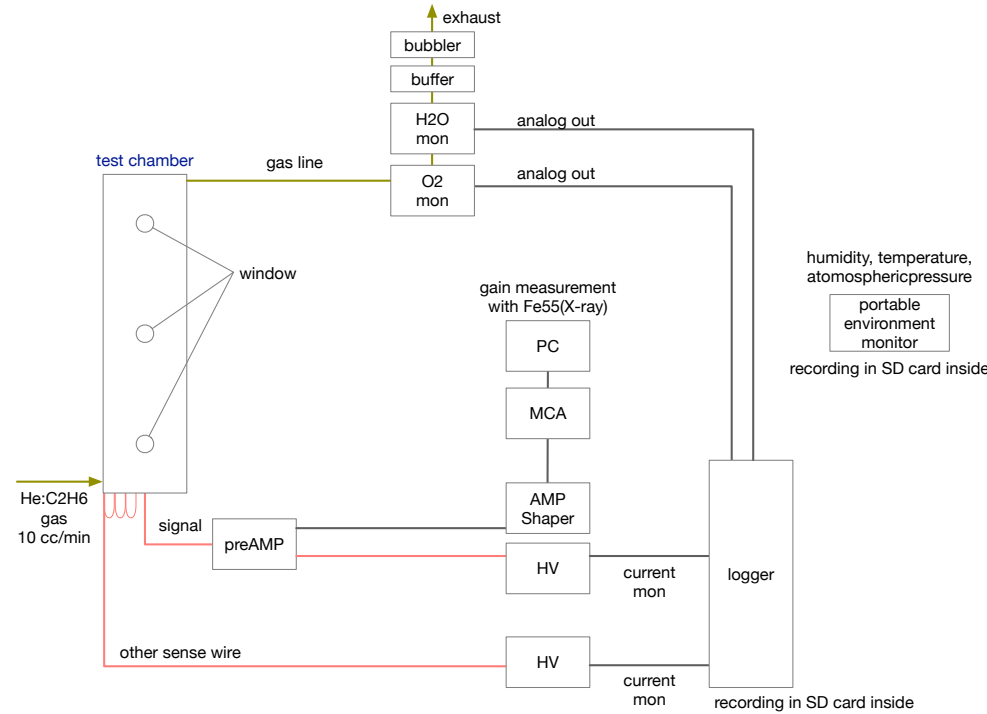 exhaust
bubbler
buffer
H2O
mon
analog out
test chamber
gas line
O2
mon
analog out
window
humidity, temperature,
atomosphericpressure
portable
environment
monitor
recording in SD card inside
gain measurement
with Fe55(X-ray)
PC
MCA
AMP
Shaper
He:C2H6
gas
10 cc/min
signal
preAMP
HV
current
mon
logger
other sense wire
HV
current
mon
recording in SD card inside